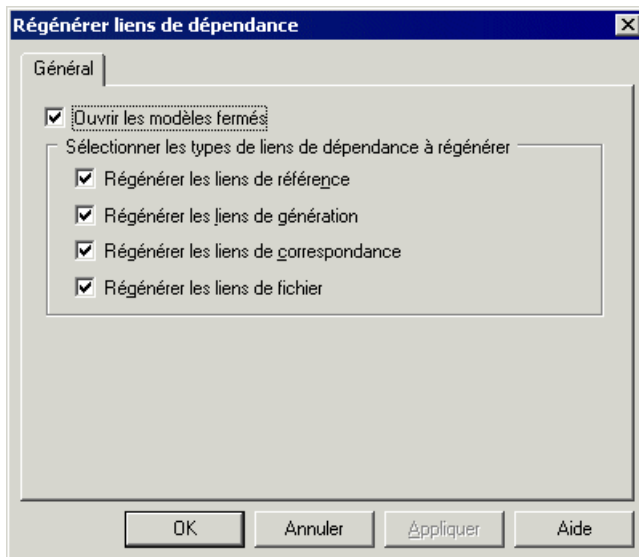 Régénérer liens de dépendance
Général
Ouvrir les modèles fermés
Sélectionner les types de liens de dépendance à régénérer
Régénérer les liens de référence
Régénérer les liens de génération
Régénérer les liens de correspondance
Régénérer les liens de fichier
OK Annuler Appliquer Aide